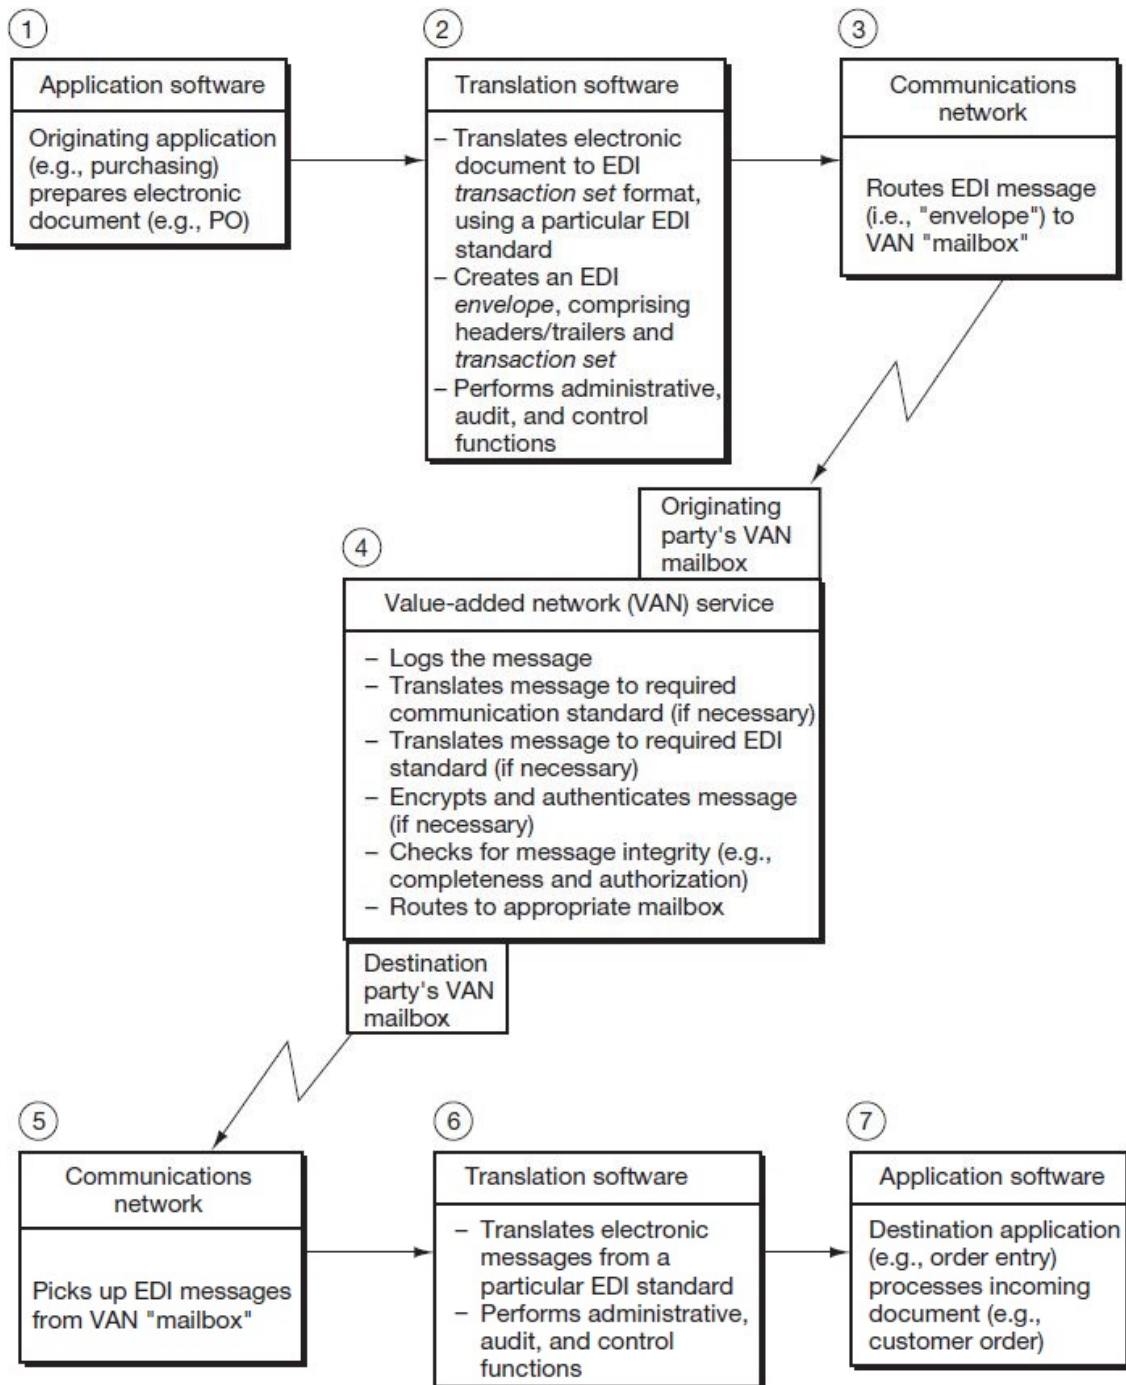 1
Application software
Originating application
(e.g., purchasing)
prepares electronic
document (e.g., PO)
2
Translation software
– Translates electronic
document to EDI
transaction set format,
using a particular EDI
standard
– Creates an EDI
envelope, comprising
headers/trailers and
transaction set
– Performs administrative,
audit, and control
functions
3
Communications
network
Routes EDI message
(i.e., "envelope") to
VAN "mailbox"
Originating
party's VAN
mailbox
4
Value-added network (VAN) service
– Logs the message
– Translates message to required
communication standard (if necessary)
– Translates message to required EDI
standard (if necessary)
– Encrypts and authenticates message
(if necessary)
– Checks for message integrity (e.g.,
completeness and authorization)
– Routes to appropriate mailbox
Destination
party's VAN
mailbox
5
Communications
network
Picks up EDI messages
from VAN "mailbox"
6
Translation software
– Translates electronic
messages from a
particular EDI standard
– Performs administrative,
audit, and control
functions
7
Application software
Destination application
(e.g., order entry)
processes incoming
document (e.g.,
customer order)